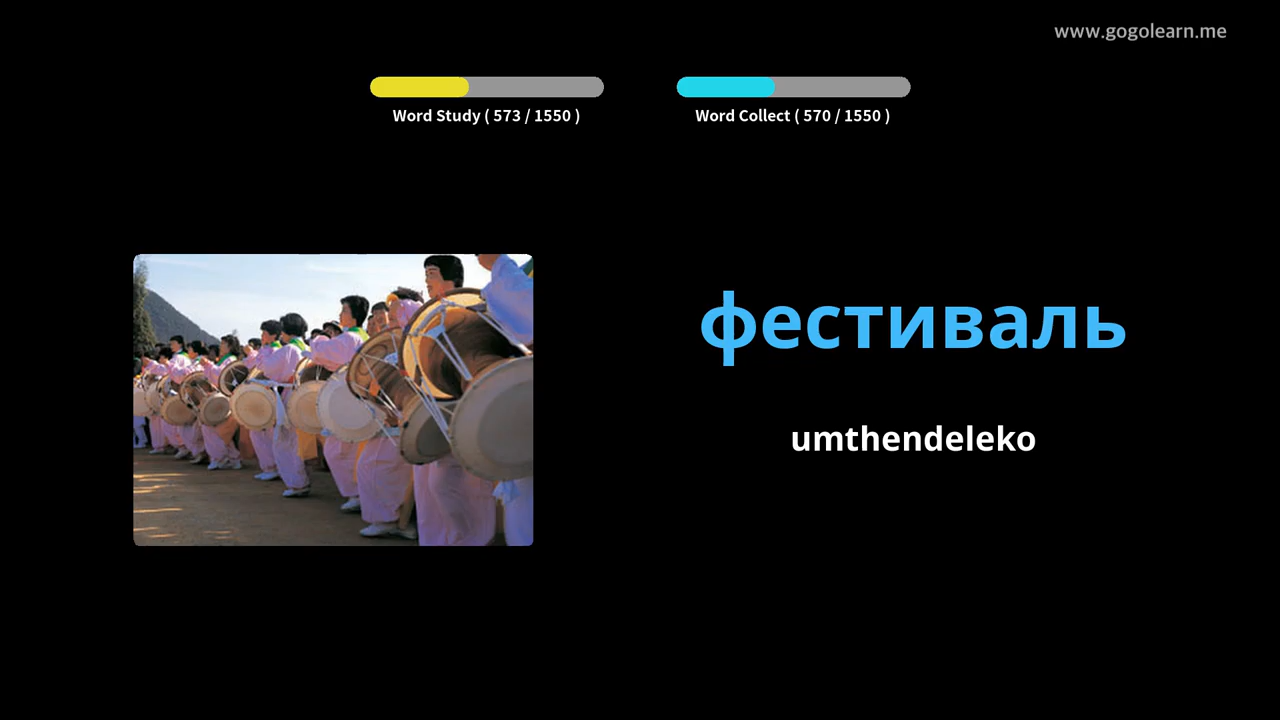 www.gogolearn.me
Word Study ( 573 / 1550 )
Word Collect ( 570 / 1550 )
фестиваль
umthendeleko